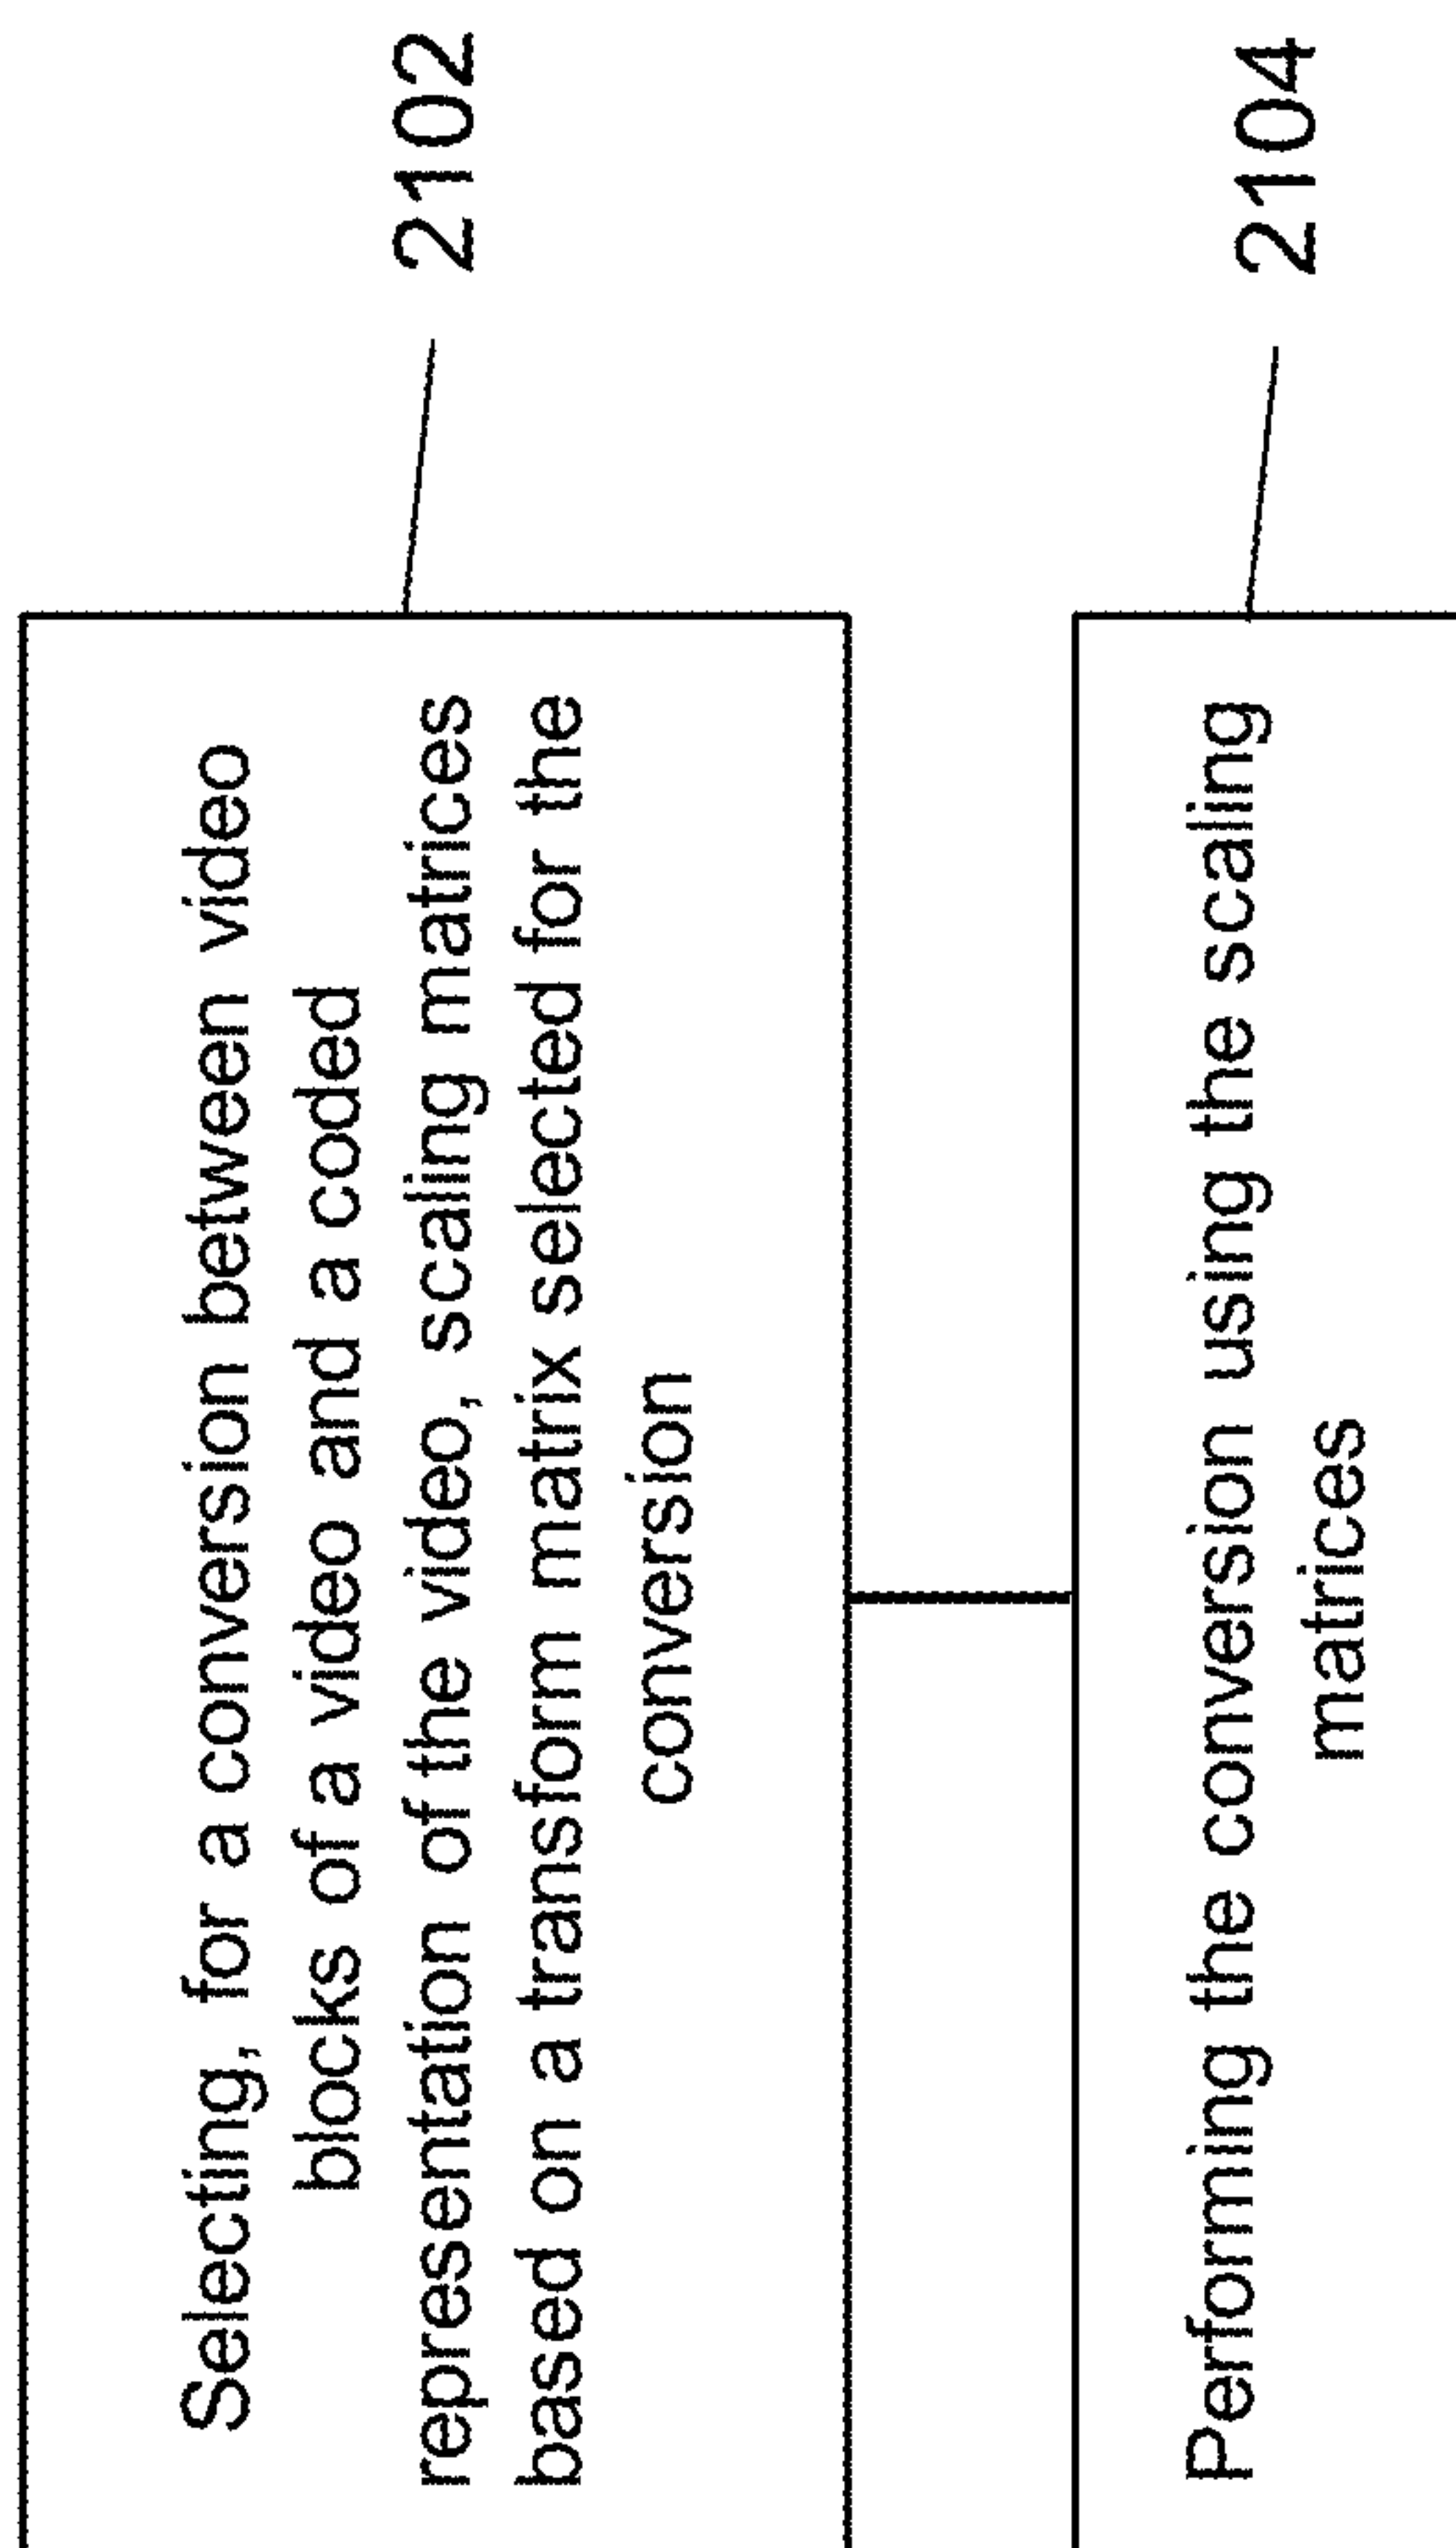 Selecting, for a conversion between video
blocks of a video and a coded
representation of the video, scaling matrices
based on a transform matrix selected for the
conversion
2102
Performing the conversion using the scaling
matrices
2104